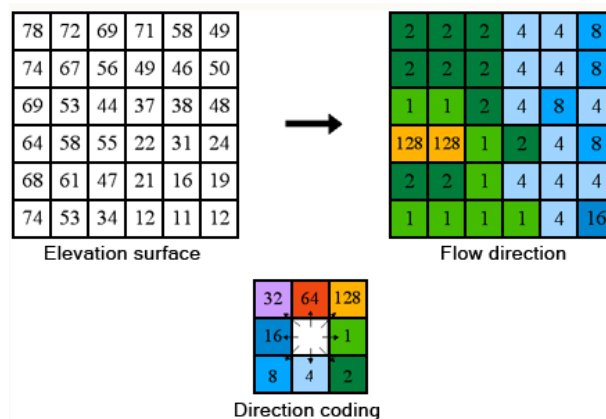 78 72 69 71 58 49
74 67 56 49 46 50
69 53 44 37 38 48
64 58 55 22 31 24
68 61 47 21 16 19
74 53 34 12 11 12
Elevation surface
2 2 2 4 4 8
2 2 2 4 4 8
1 1 2 4 8 4
128 128 1 2 4 8
2 2 1 4 4 4
1 1 1 1 4 16
Flow direction
32 64 128
16 1
8 4 2
Direction coding